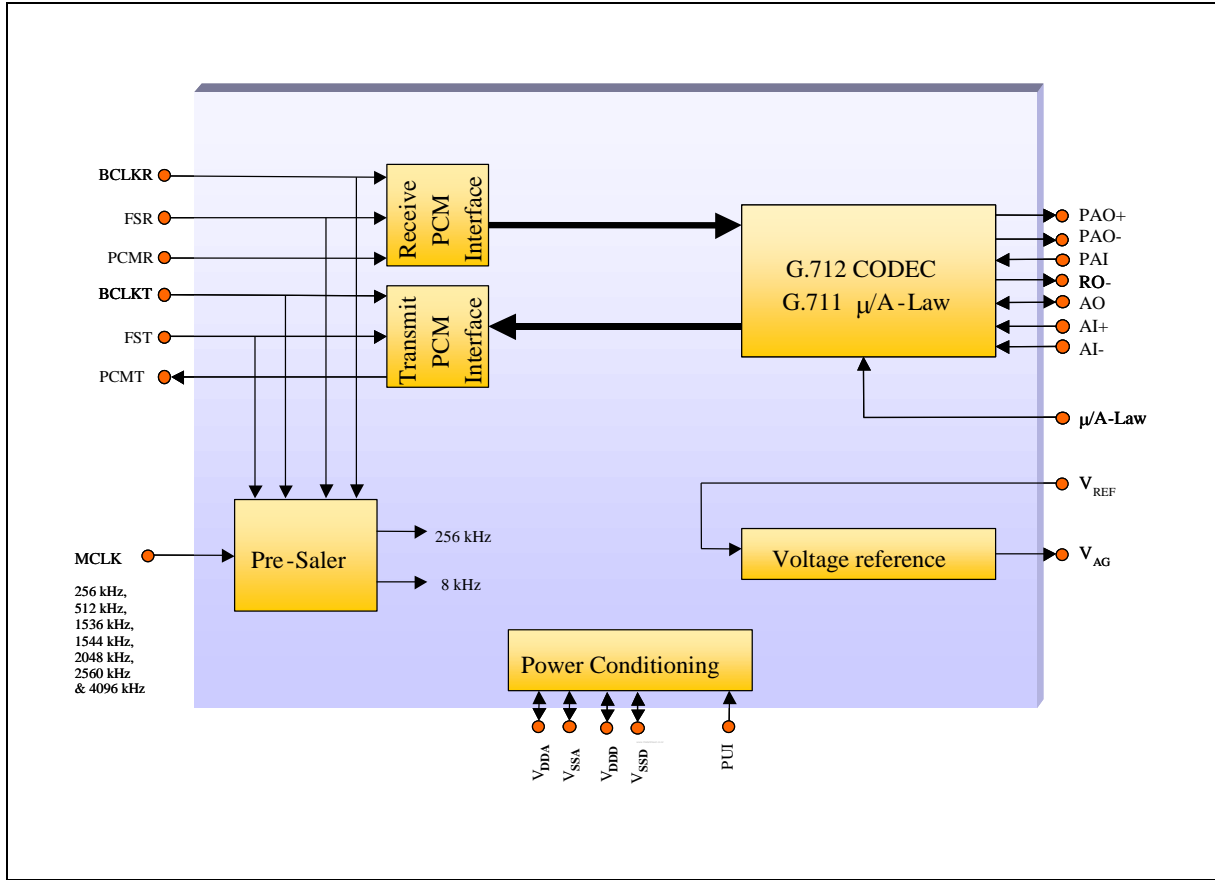 BCLKR
FSR
PCMR
BCLKT
FST
PCMT
Receive
PCM
Interface
Transmit
PCM
Interface
G.712 CODEC
G.711 μ/A-Law
PAO+
PAO-
PAI
RO-
AO
AI+
AI-
μ/A-Law
VREF
VAG
Voltage reference
MCLK
256 kHz,
512 kHz,
1536 kHz,
1544 kHz,
2048 kHz,
2560 kHz
& 4096 kHz
Pre-Saler
256 kHz
8 kHz
Power Conditioning
VDDA
VSSA
VDDD
VSSD
PUI